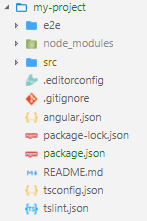 my-project
e2e
node_modules
src
.editorconfig
.gitignore
angular.json
package-lock.json
package.json
README.md
tsconfig.json
tslint.json